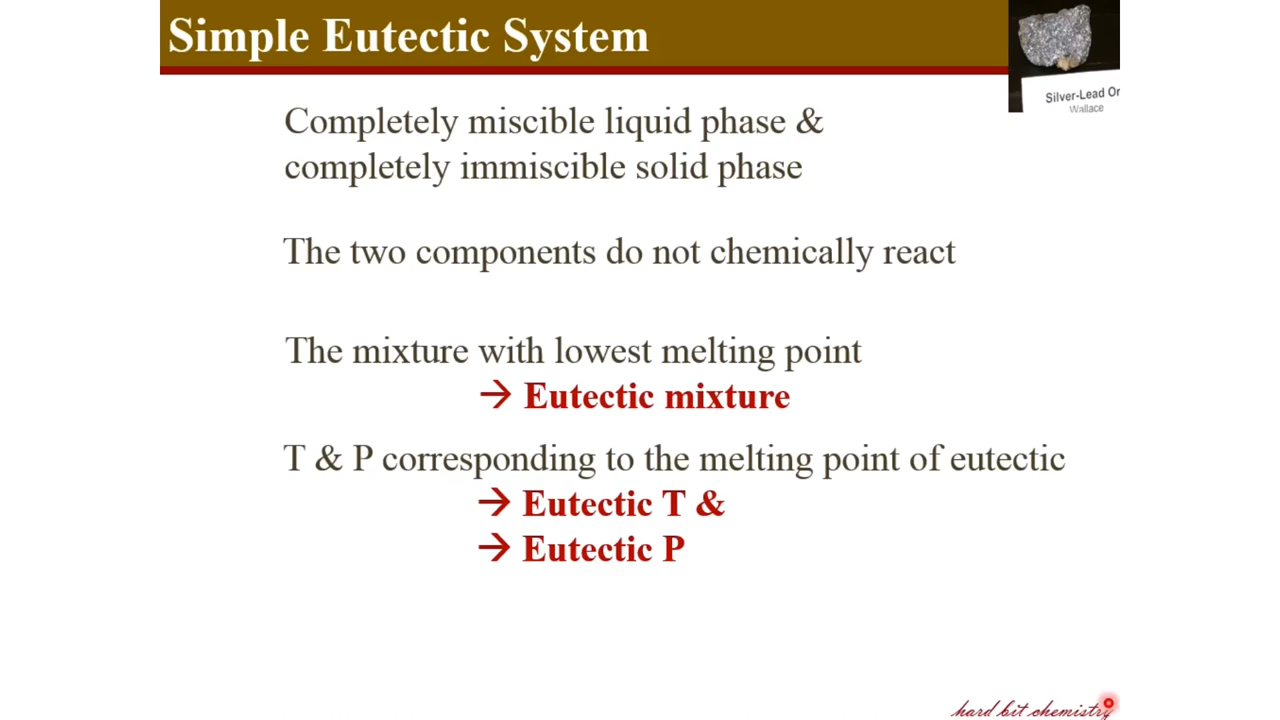 Simple Eutectic System
Silver-Lead Or
Wallace
Completely miscible liquid phase &
completely immiscible solid phase
The two components do not chemically react
The mixture with lowest melting point
→ Eutectic mixture
T & P corresponding to the melting point of eutectic
→ Eutectic T &
→ Eutectic P
hard bit chemistry